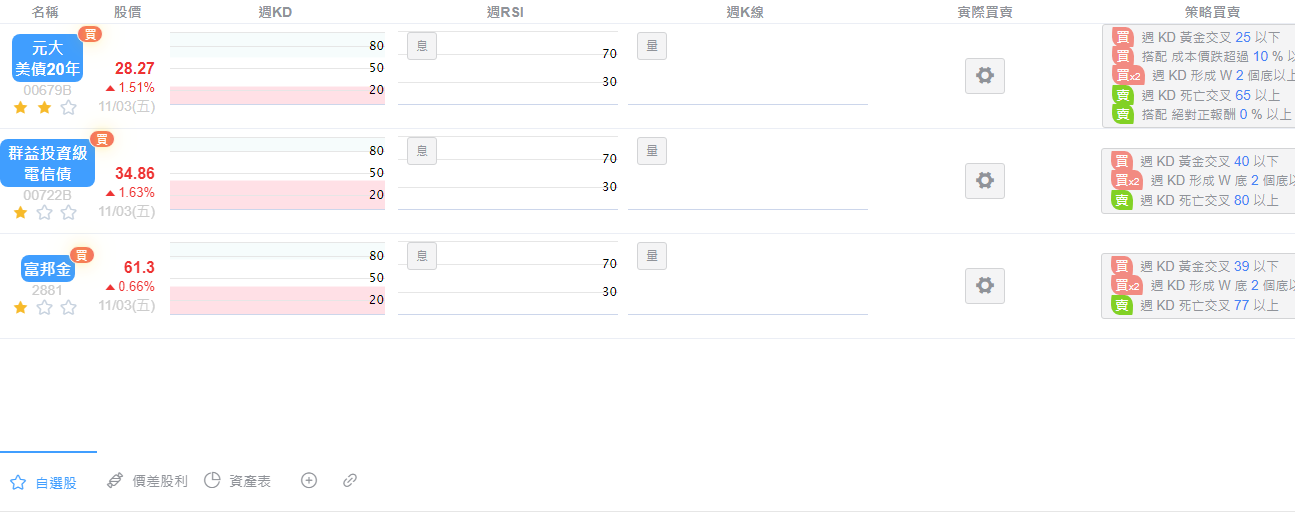 名稱 股價 週KD 週RSI 週K線 實際買賣 策略買賣
買
元大
美債20年
00679B
28.27
1.51%
11/03(五)
80
50
20
息
70
30
量
買 週 KD 黃金交叉 25 以下
買 搭配 成本價跌超過 10 % 以
買x2 週 KD 形成 W 2 個底以上
賣 週 KD 死亡交叉 65 以上
賣 搭配 絕對正報酬 0 % 以上
買
群益投資級
電信債
00722B
34.86
1.63%
11/03(五)
80
50
20
息
70
30
量
買 週 KD 黃金交叉 40 以下
買x2 週 KD 形成 W 底 2 個底以
賣 週 KD 死亡交叉 80 以上
買
富邦金
2881
61.3
0.66%
11/03(五)
80
50
20
息
70
30
量
買 週 KD 黃金交叉 39 以下
買x2 週 KD 形成 W 底 2 個底以
賣 週 KD 死亡交叉 77 以上
自選股 價差股利 資產表